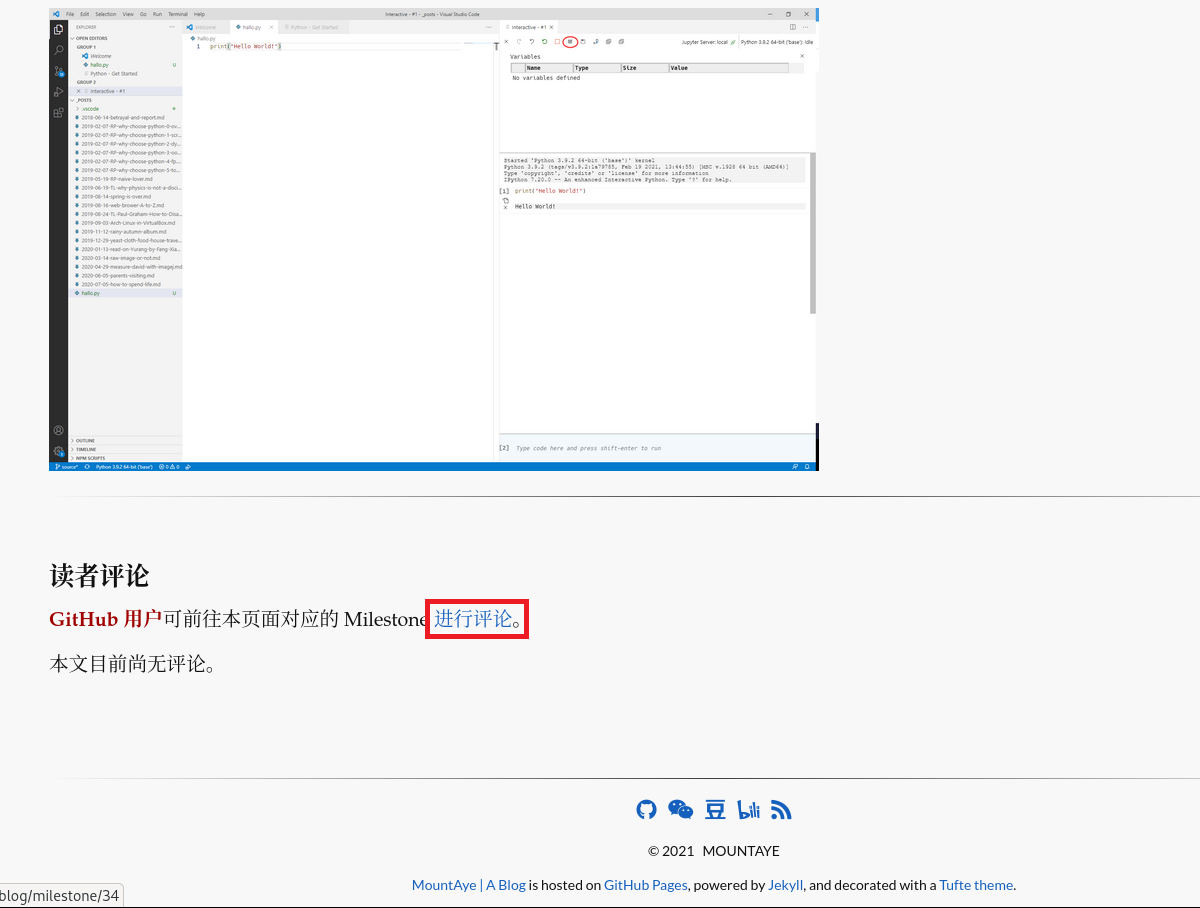 File Edit Selection View Go Run Terminal Help
Interactive - #1 - _posts - Visual Studio Code
EXPLORER
OPEN EDITORS
GROUP 1
Welcome
hallo.py U
Python - Get Started
GROUP 2
Interactive - #1
_POSTS
.vscode
2018-06-14-betrayal-and-report.md
2019-02-07-RP-why-choose-python-0-ov...
2019-02-07-RP-why-choose-python-1-scr...
2019-02-07-RP-why-choose-python-2-dy...
2019-02-07-RP-why-choose-python-3-oo...
2019-02-07-RP-why-choose-python-4-fp...
2019-02-07-RP-why-choose-python-5-to...
2019-05-19-RP-naive-lover.md
2019-06-19-TL-why-physics-is-not-a-disci...
2019-08-14-spring-is-over.md
2019-08-16-web-brower-A-to-Z.md
2019-08-24-TL-Paul-Graham-How-to-Disa...
2019-09-03-Arch-Linux-in-VirtualBox.md
2019-11-12-rainy-autumn-album.md
2019-12-29-yeast-cloth-food-house-trave...
2020-01-13-read-on-Yurang-by-Fang-Xia...
2020-03-14-raw-image-or-not.md
2020-04-29-measure-david-with-imagej.md
2020-06-05-parents-visiting.md
2020-07-05-how-to-spend-life.md
hallo.py U
OUTLINE
TIMELINE
NPM SCRIPTS
Welcome
hallo.py
Python - Get Started
hallo.py
1 print("Hello World!")
Interactive - #1
Jupyter Server: local
Python 3.9.2 64-bit ('base'): Idle
Variables
Name Type Size Value
No variables defined
Started 'Python 3.9.2 64-bit ('base')' kernel
Python 3.9.2 (tags/v3.9.2:1a79785, Feb 19 2021, 13:44:55) [MSC v.1928 64 bit (AMD64)]
Type 'copyright', 'credits' or 'license' for more information
IPython 7.20.0 -- An enhanced Interactive Python. Type '?' for help.
[1] print("Hello World!")
Hello World!
[2] Type code here and press shift-enter to run
source* Python 3.9.2 64-bit ('base') 0 0
读者评论
GitHub 用户可前往本页面对应的 Milestone 进行评论。
本文目前尚无评论。
豆 bili
© 2021 MOUNTAYE
MountAye | A Blog is hosted on GitHub Pages, powered by Jekyll, and decorated with a Tufte theme.
blog/milestone/34